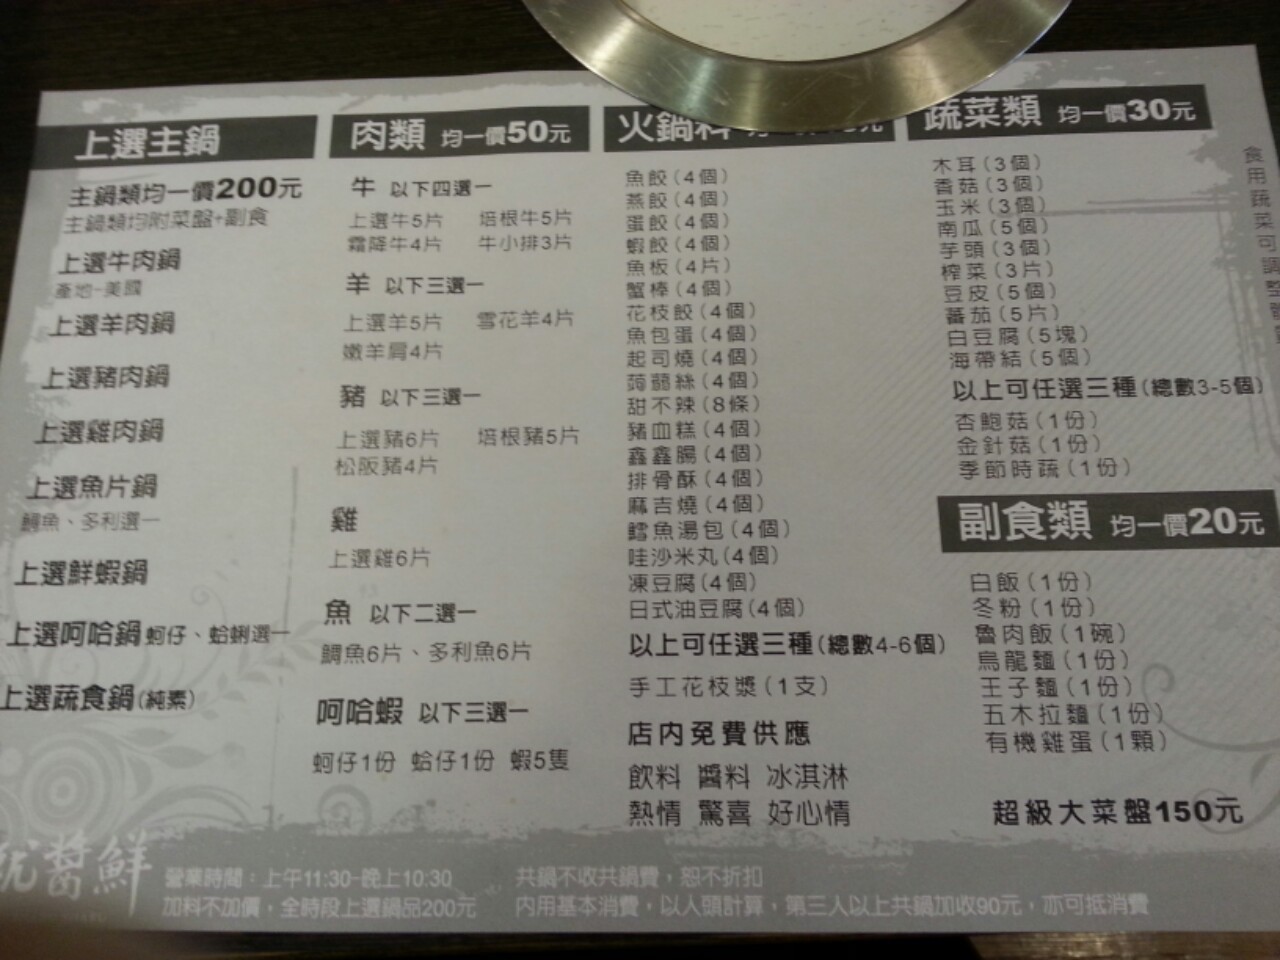 上選主鍋
主鍋類均一價200元
主鍋類均附菜盤+副食
上選牛肉鍋
產地-美國
上選羊肉鍋
上選豬肉鍋
上選雞肉鍋
上選魚片鍋
鯛魚、多利選一
上選鮮蝦鍋
上選呵哈鍋 蚵仔、蛤蜊選一
上選蔬食鍋(純素)
肉類 均一價50元
牛 以下四選一
上選牛5片 培根牛5片
霜降牛4片 牛小排3片
羊 以下三選一
上選羊5片 雪花羊4片
嫩羊肩4片
豬 以下三選一
上選豬6片 培根豬5片
松阪豬4片
雞
上選雞6片
魚 以下二選一
鯛魚6片、多利魚6片
呵哈蝦 以下三選一
蚵仔1份 蛤仔1份 蝦5隻
火鍋料
魚餃(4個)
燕餃(4個)
蛋餃(4個)
蝦餃(4個)
魚板(4片)
蟹棒(4個)
花枝餃(4個)
魚包蛋(4個)
起司燒(4個)
蒟蒻絲(4個)
甜不辣(8條)
豬血糕(4個)
鑫鑫腸(4個)
排骨酥(4個)
麻吉燒(4個)
鱈魚湯包(4個)
哇沙米丸(4個)
凍豆腐(4個)
日式油豆腐(4個)
以上可任選三種(總數4-6個)
手工花枝漿(1支)
店內免費供應
飲料 醬料 冰淇淋
熱情 驚喜 好心情
蔬菜類 均一價30元
木耳(3個)
香菇(3個)
玉米(3個)
南瓜(5個)
芋頭(3個)
榨菜(3片)
豆皮(5個)
蕃茄(5片)
白豆腐(5塊)
海帶結(5個)
以上可任選三種(總數3-5個)
杏鮑菇(1份)
金針菇(1份)
季節時蔬(1份)
副食類 均一價20元
白飯(1份)
冬粉(1份)
魯肉飯(1碗)
烏龍麵(1份)
王子麵(1份)
五木拉麵(1份)
有機雞蛋(1顆)
超級大菜盤150元
食用蔬菜可調整
醬鮮
營業時間：上午11:30-晚上10:30
加料不加價，全時段上選鍋品200元
共鍋不收共鍋費，恕不折扣
內用基本消費，以人頭計算，第三人以上共鍋加收90元，亦可抵消費